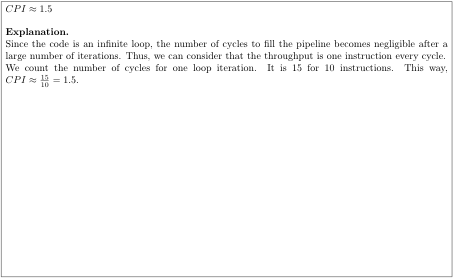 CPI ≈ 1.5
Explanation.
Since the code is an infinite loop, the number of cycles to fill the pipeline becomes negligible after a
large number of iterations. Thus, we can consider that the throughput is one instruction every cycle.
We count the number of cycles for one loop iteration. It is 15 for 10 instructions. This way,
CPI ≈ 15/10 = 1.5.